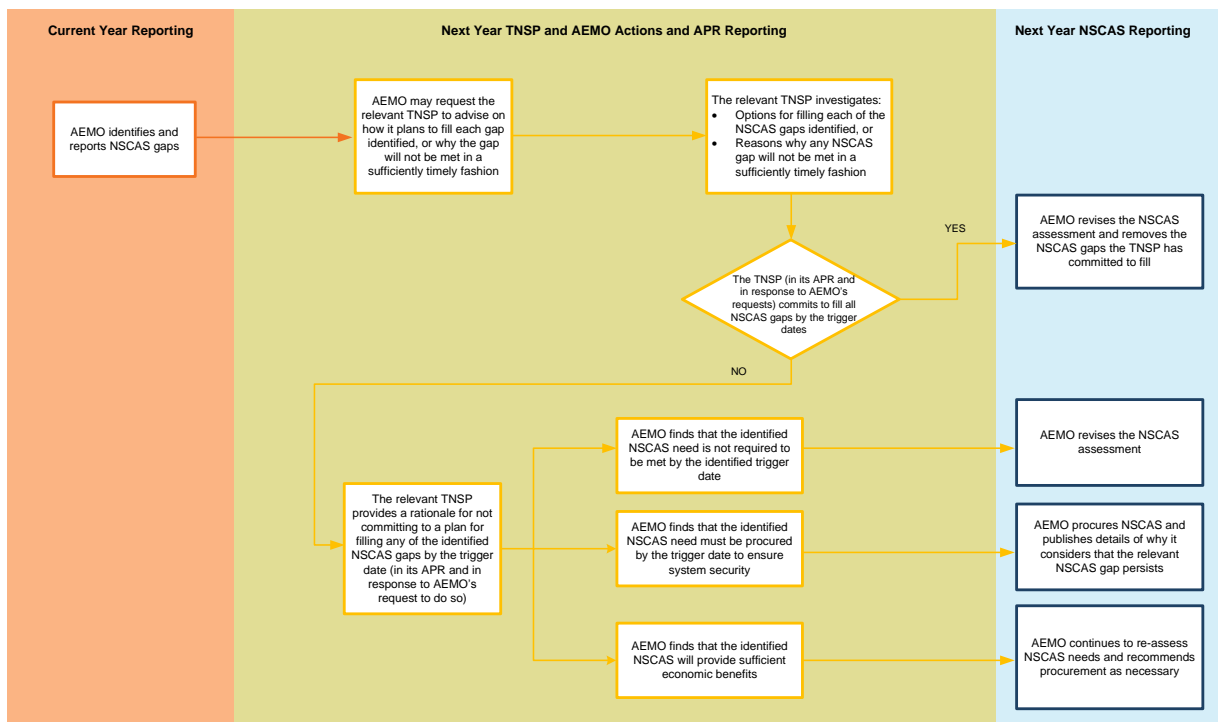 Current Year Reporting
Next Year TNSP and AEMO Actions and APR Reporting
Next Year NSCAS Reporting
AEMO identifies and
reports NSCAS gaps
AEMO may request the
relevant TNSP to advise on
how it plans to fill each gap
identified, or why the gap
will not be met in a
sufficiently timely fashion
The relevant TNSP investigates:
• Options for filling each of the
NSCAS gaps identified, or
• Reasons why any NSCAS
gap will not be met in a
sufficiently timely fashion
The TNSP (in its APR and
in response to AEMO’s
requests) commits to fill all
NSCAS gaps by the trigger
dates
YES
AEMO revises the NSCAS
assessment and removes the
NSCAS gaps the TNSP has
committed to fill
NO
The relevant TNSP
provides a rationale for not
committing to a plan for
filling any of the identified
NSCAS gaps by the trigger
date (in its APR and in
response to AEMO’s
request to do so)
AEMO finds that the identified
NSCAS need is not required to
be met by the identified trigger
date
AEMO revises the NSCAS
assessment
AEMO finds that the identified
NSCAS need must be procured
by the trigger date to ensure
system security
AEMO procures NSCAS and
publishes details of why it
considers that the relevant
NSCAS gap persists
AEMO finds that the identified
NSCAS will provide sufficient
economic benefits
AEMO continues to re-assess
NSCAS needs and recommends
procurement as necessary